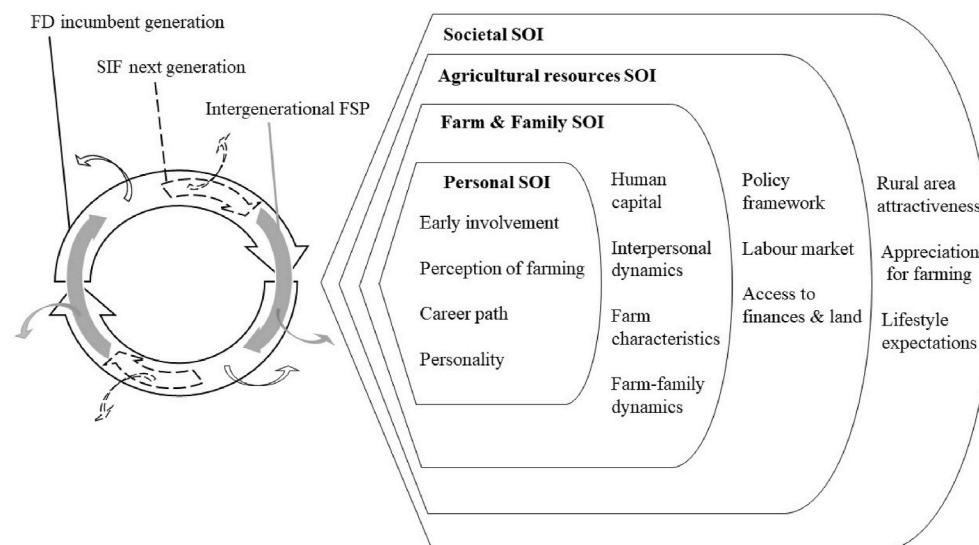 FD incumbent generation
SIF next generation
Intergenerational FSP
Societal SOI
Agricultural resources SOI
Farm & Family SOI
Personal SOI
Early involvement
Perception of farming
Career path
Personality
Human
capital
Interpersonal
dynamics
Farm
characteristics
Farm-family
dynamics
Policy
framework
Labour market
Access to
finances & land
Rural area
attractiveness
Appreciation
for farming
Lifestyle
expectations